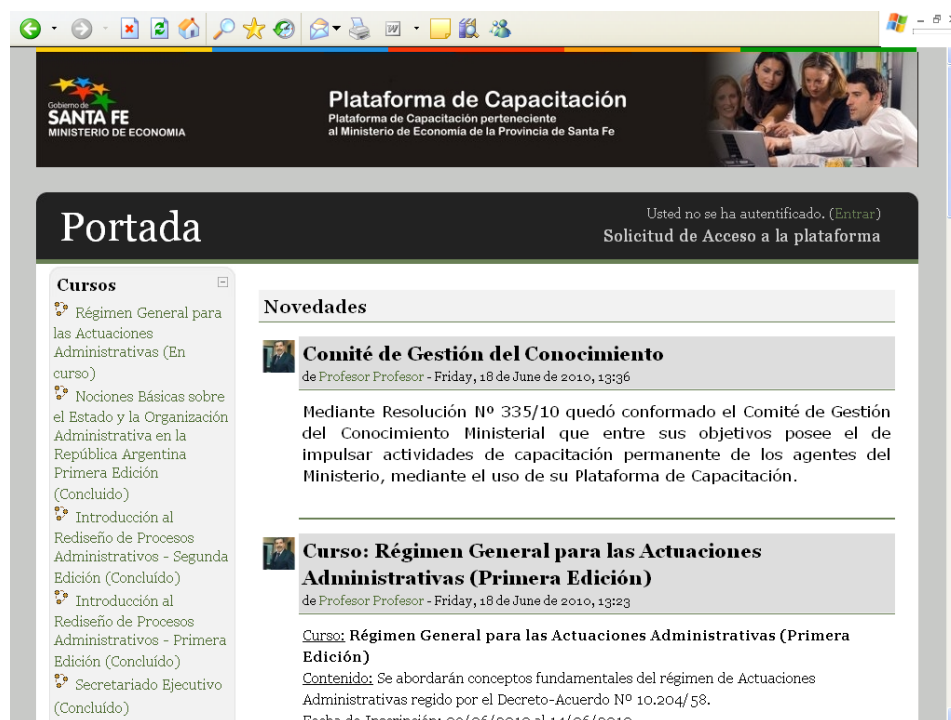 Gobierno de
SANTA FE
MINISTERIO DE ECONOMIA
Plataforma de Capacitación
Plataforma de Capacitación perteneciente
al Ministerio de Economía de la Provincia de Santa Fe
Portada
Usted no se ha autentificado. (Entrar)
Solicitud de Acceso a la plataforma
Cursos
Régimen General para
las Actuaciones
Administrativas (En
curso)
Nociones Básicas sobre
el Estado y la Organización
Administrativa en la
República Argentina
Primera Edición
(Concluido)
Introducción al
Rediseño de Procesos
Administrativos - Segunda
Edición (Concluído)
Introducción al
Rediseño de Procesos
Administrativos - Primera
Edición (Concluído)
Secretariado Ejecutivo
(Concluído)
Novedades
Comité de Gestión del Conocimiento
de Profesor Profesor - Friday, 18 de June de 2010, 13:36
Mediante Resolución Nº 335/10 quedó conformado el Comité de Gestión
del Conocimiento Ministerial que entre sus objetivos posee el de
impulsar actividades de capacitación permanente de los agentes del
Ministerio, mediante el uso de su Plataforma de Capacitación.
Curso: Régimen General para las Actuaciones
Administrativas (Primera Edición)
de Profesor Profesor - Friday, 18 de June de 2010, 13:23
Curso: Régimen General para las Actuaciones Administrativas (Primera
Edición)
Contenido: Se abordarán conceptos fundamentales del régimen de Actuaciones
Administrativas regido por el Decreto-Acuerdo Nº 10.204/58.
Fecha de Inscripción: